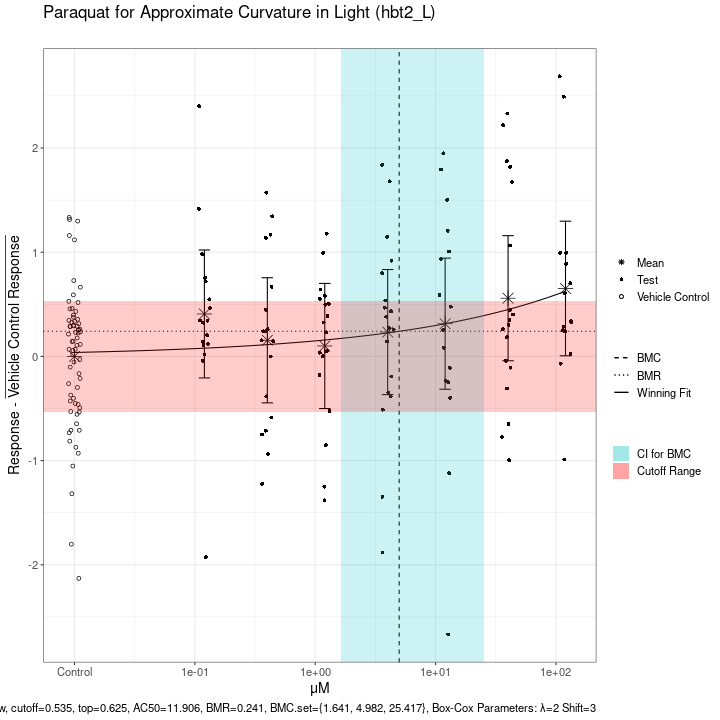 Paraquat for Approximate Curvature in Light (hbt2_L)
Response - Vehicle Control Response
2
1
0
-1
-2
Control
1e-01
1e+00
1e+01
1e+02
μM
Mean
Test
Vehicle Control
BMC
BMR
Winning Fit
CI for BMC
Cutoff Range
cutoff=0.535, top=0.625, AC50=11.906, BMR=0.241, BMC.set={1.641, 4.982, 25.417}, Box-Cox Parameters: λ=2 Shift=3